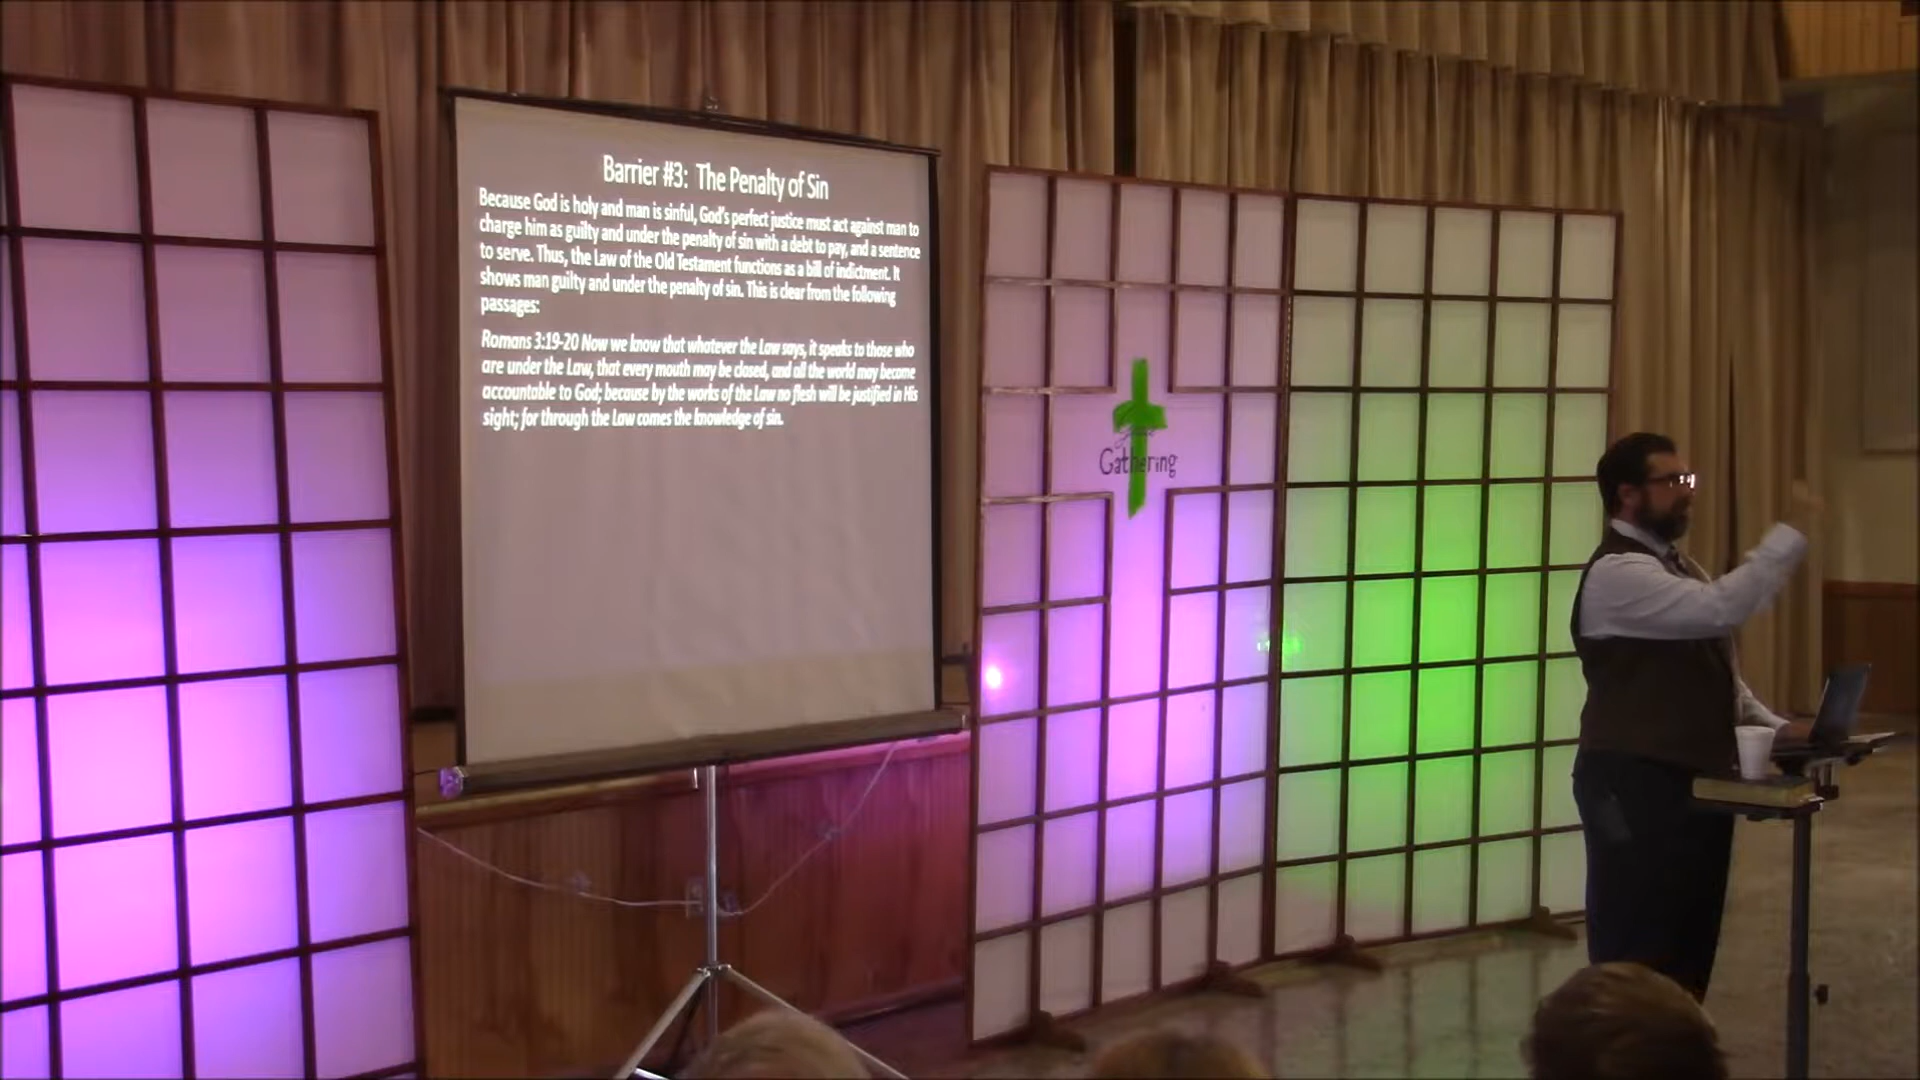 Barrier #3: The Penalty of Sin
Because God is holy and man is sinful, God's perfect justice must act against man to
charge him as guilty and under the penalty of sin with a debt to pay, and a sentence
to serve. Thus, the Law of the Old Testament functions as a bill of indictment. It
shows man guilty and under the penalty of sin. This is clear from the following
passages:
Romans 3:19-20 Now we know that whatever the Law says, it speaks to those who
are under the Law, that every mouth may be closed, and all the world may become
accountable to God; because by the works of the Law no flesh will be justified in His
sight; for through the Law comes the knowledge of sin.
Gathering